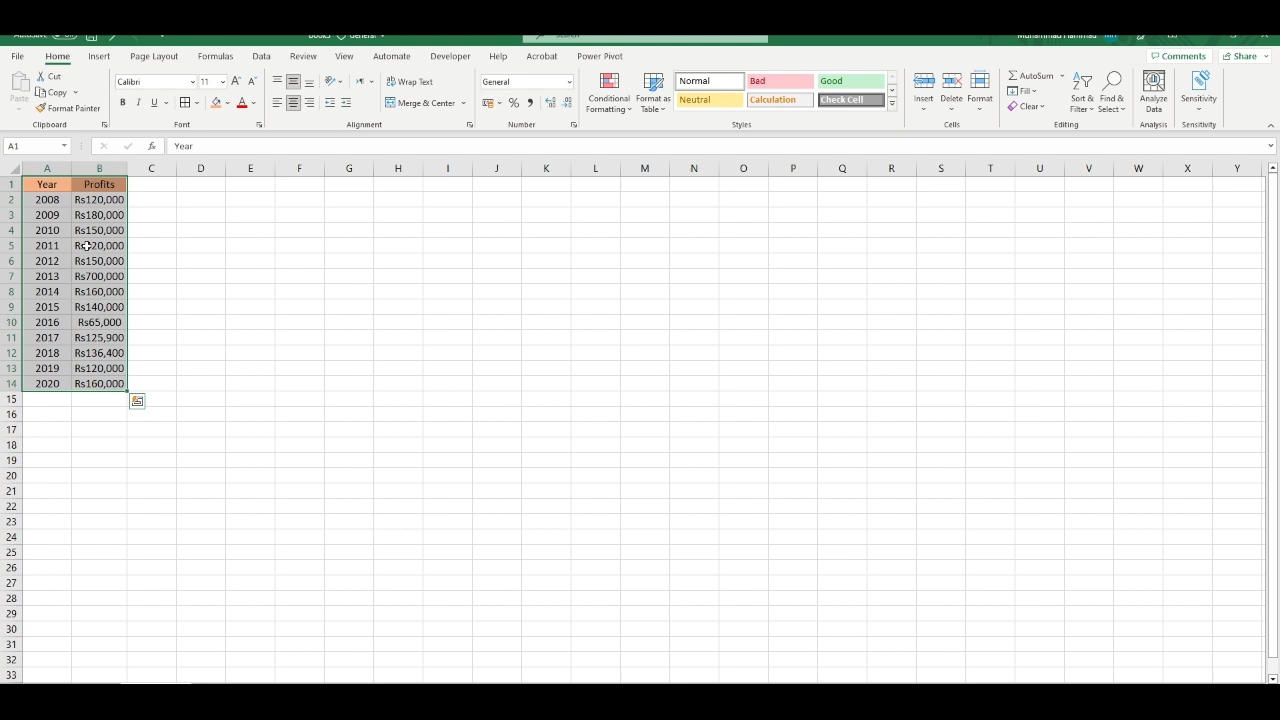 File Home Insert Page Layout Formulas Data Review View Automate Developer Help Acrobat Power Pivot Comments Share
Paste Cut Copy Format Painter Clipboard
Calibri 11 B I U A Font
Wrap Text Merge & Center Alignment
General % Number
Conditional Formatting Format as Table Normal Bad Good Neutral Calculation Check Cell Styles
Insert Delete Format Cells
AutoSum Fill Clear Sort & Filter Find & Select Editing
Analyze Data Analysis
Sensitivity Sensitivity
A1 fx Year
A B C D E F G H I J K L M N O P Q R S T U V W X Y
1 Year Profits
2 2008 Rs120,000
3 2009 Rs180,000
4 2010 Rs150,000
5 2011
6 2012 Rs150,000
7 2013 Rs700,000
8 2014 Rs160,000
9 2015 Rs140,000
10 2016 Rs65,000
11 2017 Rs125,900
12 2018 Rs136,400
13 2019 Rs120,000
14 2020 Rs160,000
15
16
17
18
19
20
21
22
23
24
25
26
27
28
29
30
31
32
33